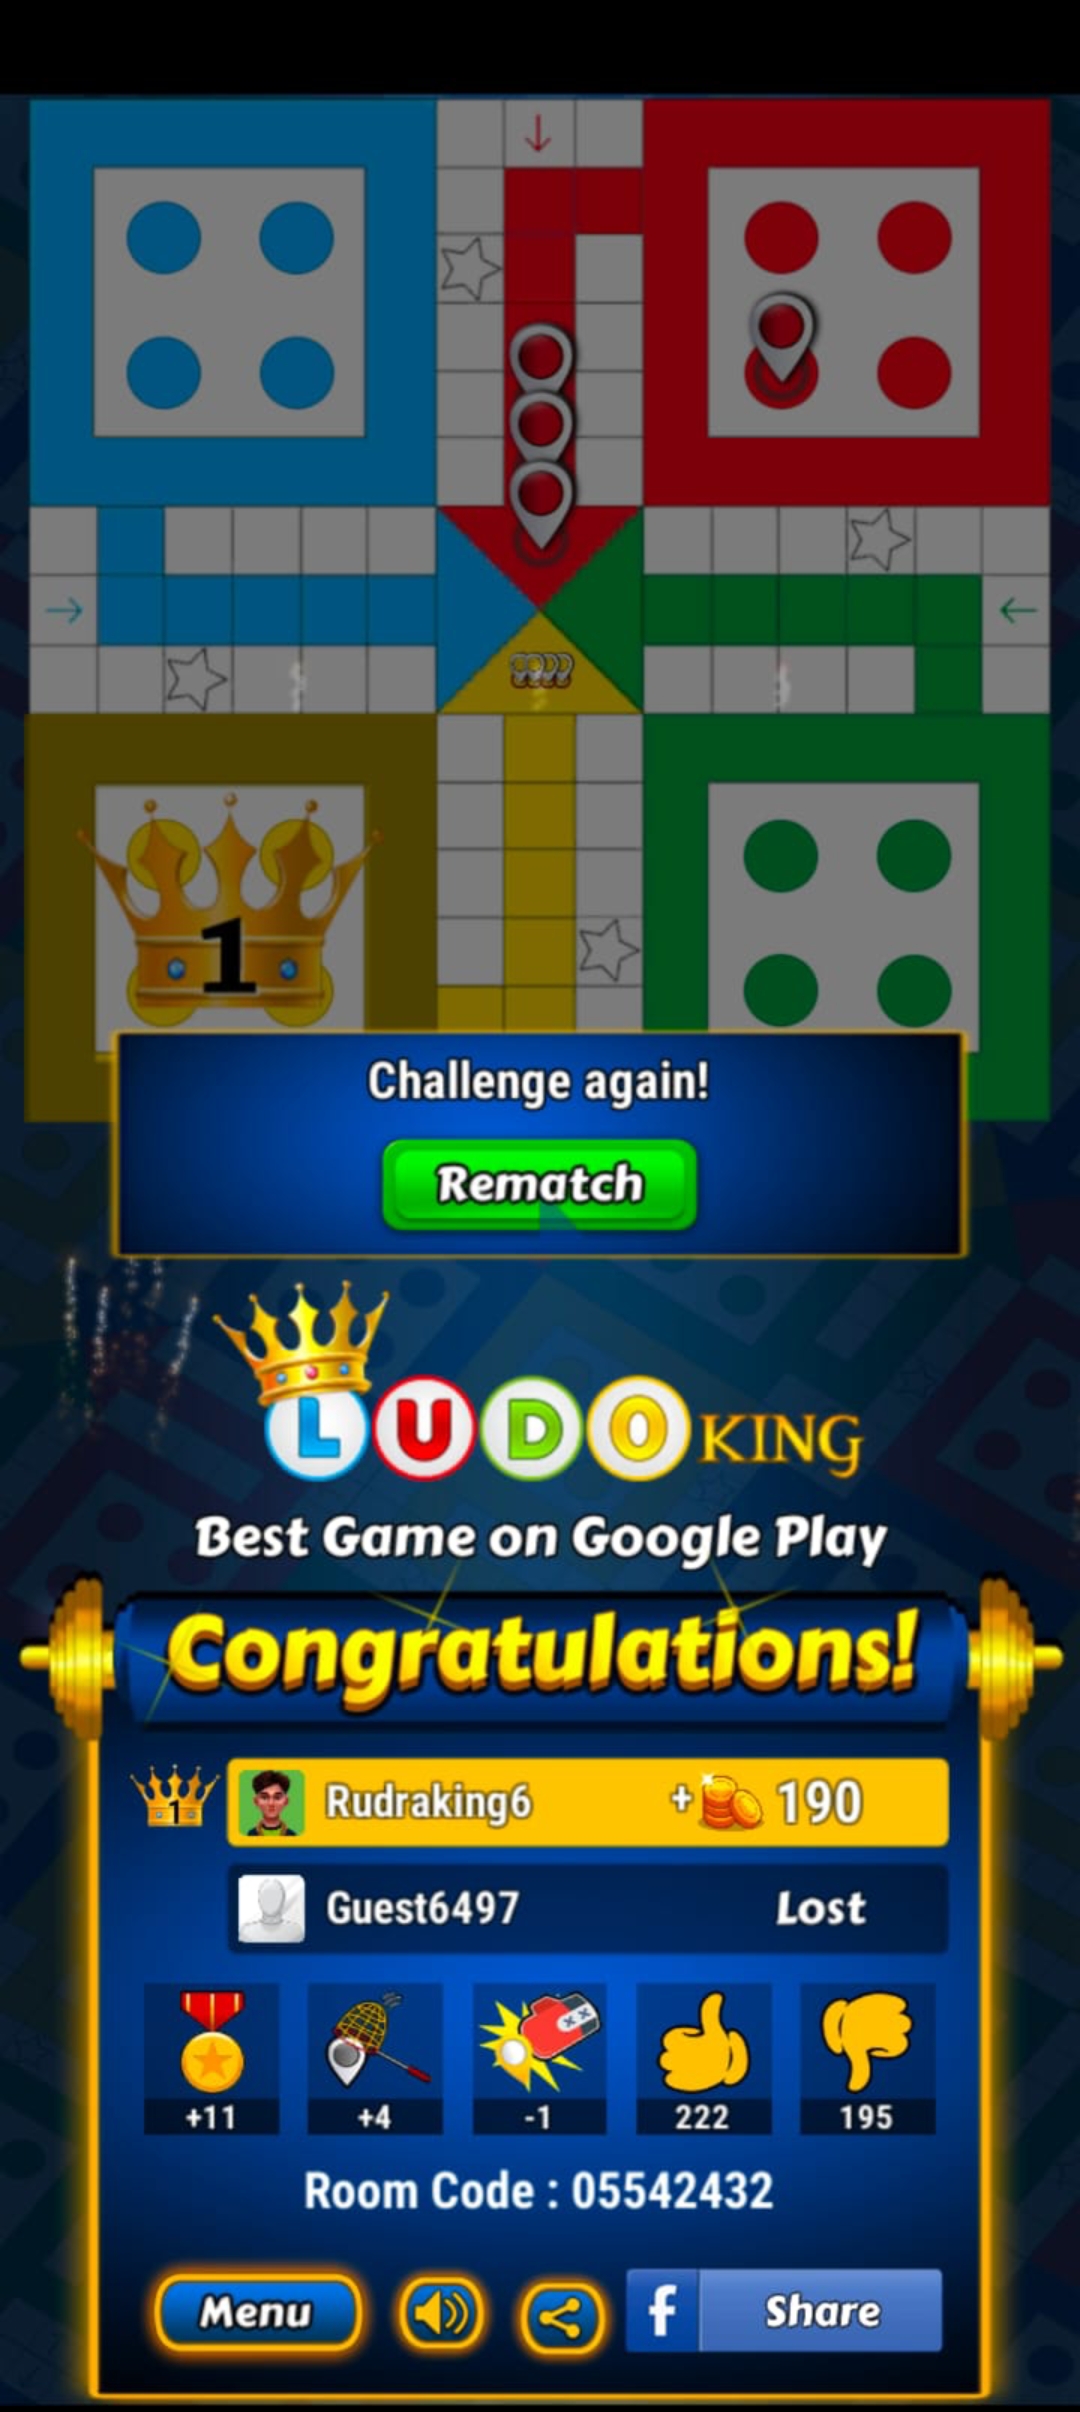 1
Challenge again!
Rematch
LUDO KING
Best Game on Google Play
Congratulations!
1 Rudraking6 + 190
Guest6497 Lost
+11 +4 -1 222 195
Room Code : 05542432
Menu f Share